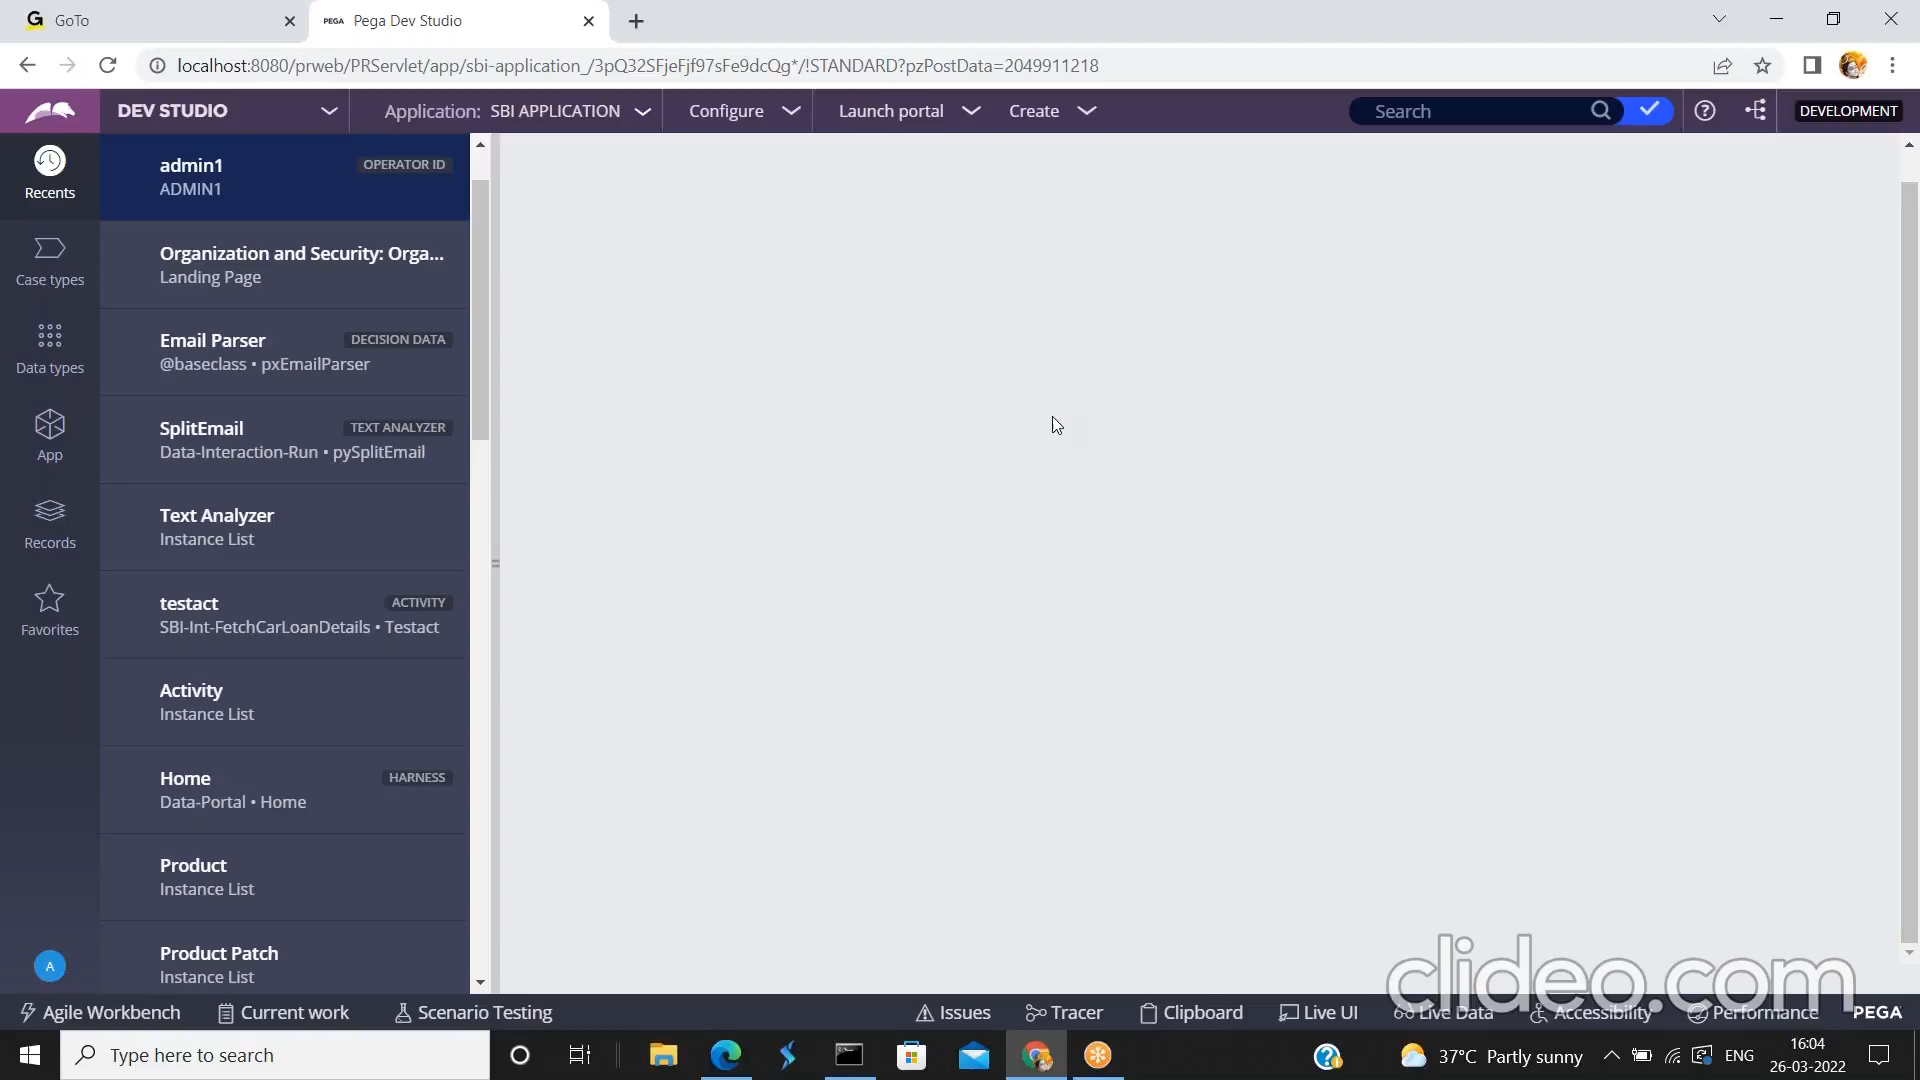 GoTo
PEGA Pega Dev Studio
localhost:8080/prweb/PRServlet/app/sbi-application_/3pQ32SFjeFjf97sFe9dcQg*/!STANDARD?pzPostData=2049911218
DEV STUDIO
Application: SBI APPLICATION
Configure
Launch portal
Create
Search
DEVELOPMENT
Recents
Case types
Data types
App
Records
Favorites
A
admin1 OPERATOR ID
ADMIN1
Organization and Security: Orga...
Landing Page
Email Parser DECISION DATA
@baseclass • pxEmailParser
SplitEmail TEXT ANALYZER
Data-Interaction-Run • pySplitEmail
Text Analyzer
Instance List
testact ACTIVITY
SBI-Int-FetchCarLoanDetails • Testact
Activity
Instance List
Home HARNESS
Data-Portal • Home
Product
Instance List
Product Patch
Instance List
clideo.com
Agile Workbench Current work Scenario Testing Issues Tracer Clipboard Live UI Live Data Accessibility Performance PEGA
Type here to search
37°C Partly sunny
ENG
16:04
26-03-2022